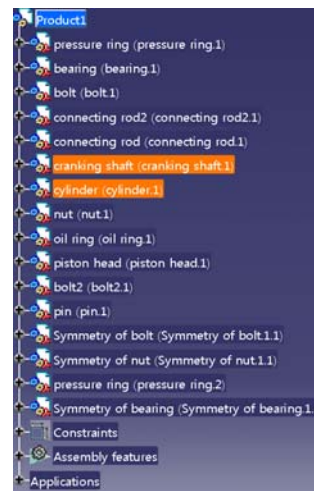 Product1
pressure ring (pressure ring.1)
bearing (bearing.1)
bolt (bolt.1)
connecting rod2 (connecting rod2.1)
connecting rod (connecting rod.1)
cranking shaft (cranking shaft.1)
cylinder (cylinder.1)
nut (nut.1)
oil ring (oil ring.1)
piston head (piston head.1)
bolt2 (bolt2.1)
pin (pin.1)
Symmetry of bolt (Symmetry of bolt.1.1)
Symmetry of nut (Symmetry of nut.1.1)
pressure ring (pressure ring.2)
Symmetry of bearing (Symmetry of bearing.1.
Constraints
Assembly features
Applications